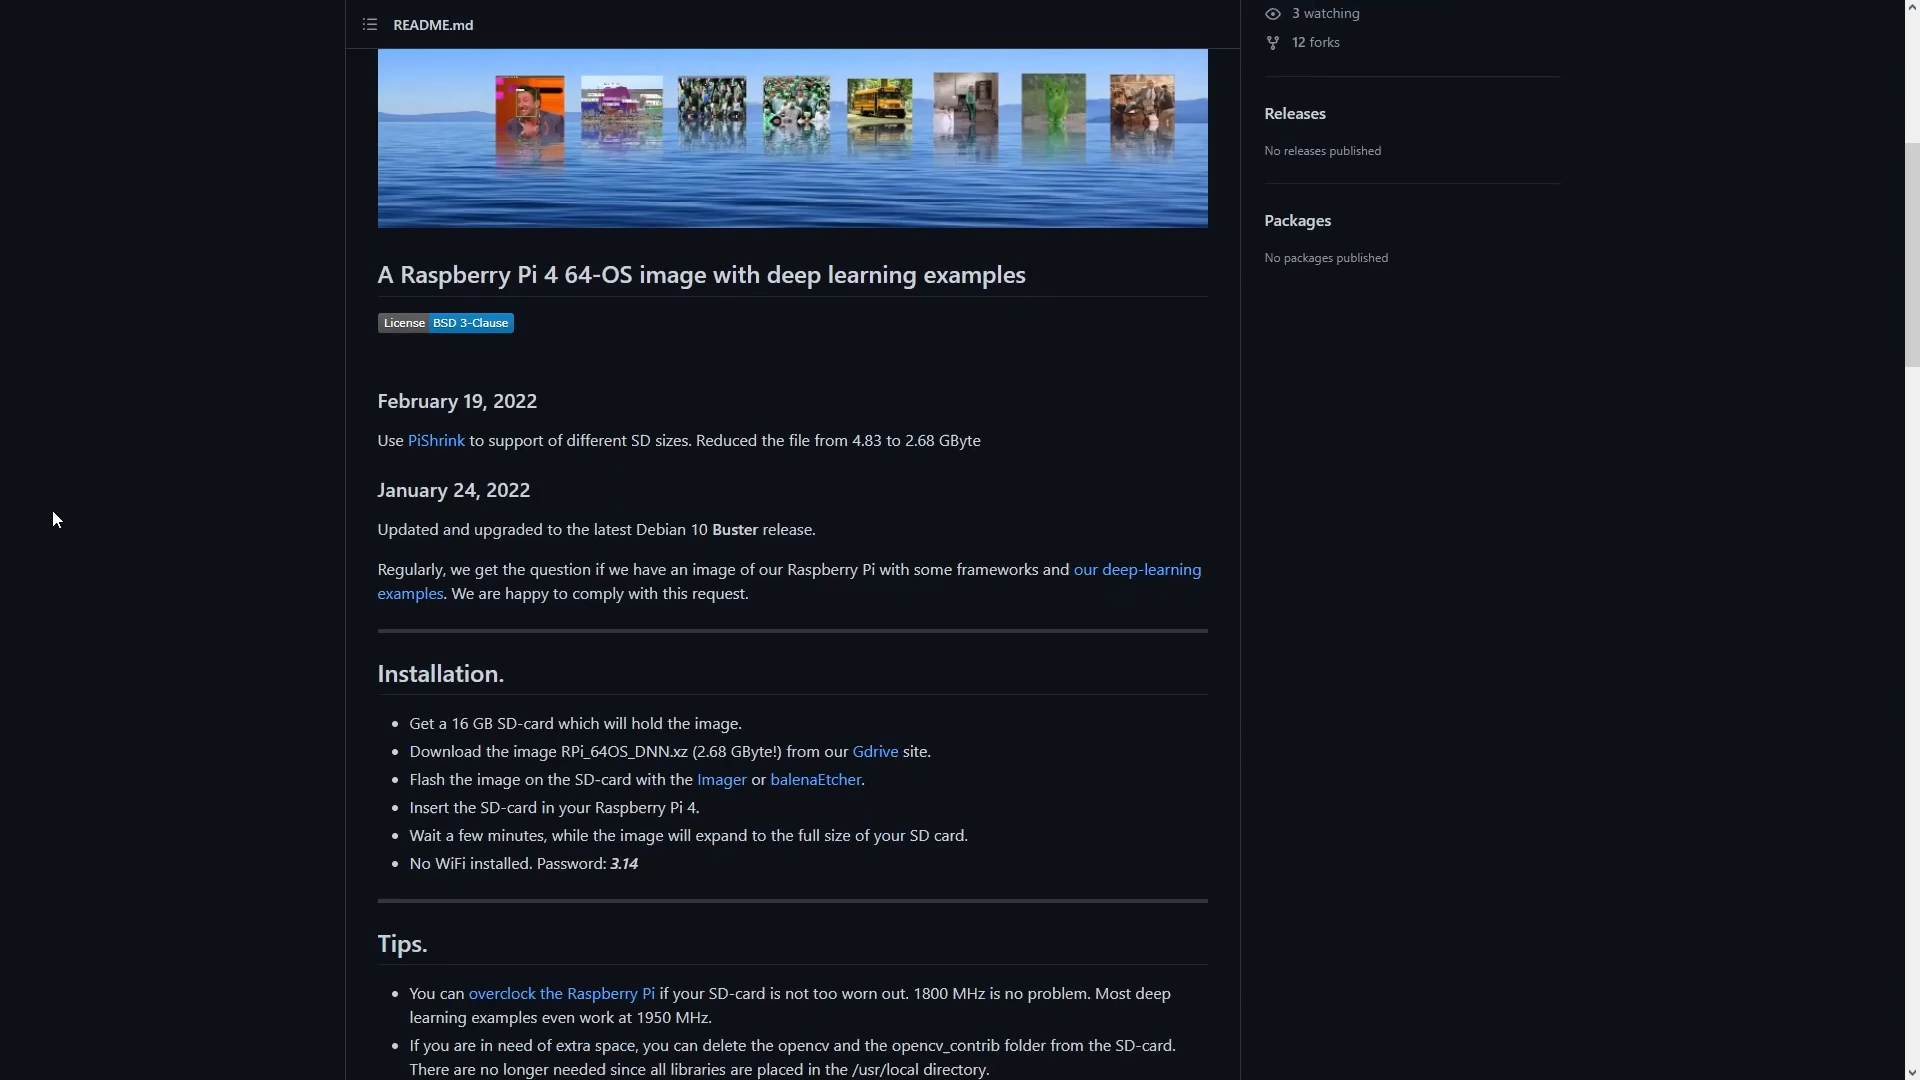 README.md
A Raspberry Pi 4 64-OS image with deep learning examples
License BSD 3-Clause
February 19, 2022
Use PiShrink to support of different SD sizes. Reduced the file from 4.83 to 2.68 GByte
January 24, 2022
Updated and upgraded to the latest Debian 10 Buster release.
Regularly, we get the question if we have an image of our Raspberry Pi with some frameworks and our deep-learning
examples. We are happy to comply with this request.
Installation.
Get a 16 GB SD-card which will hold the image.
Download the image RPi_64OS_DNN.xz (2.68 GByte!) from our Gdrive site.
Flash the image on the SD-card with the Imager or balenaEtcher.
Insert the SD-card in your Raspberry Pi 4.
Wait a few minutes, while the image will expand to the full size of your SD card.
No WiFi installed. Password: 3.14
Tips.
You can overclock the Raspberry Pi if your SD-card is not too worn out. 1800 MHz is no problem. Most deep
learning examples even work at 1950 MHz.
If you are in need of extra space, you can delete the opencv and the opencv_contrib folder from the SD-card.
There are no longer needed since all libraries are placed in the /usr/local directory.
3 watching
12 forks
Releases
No releases published
Packages
No packages published